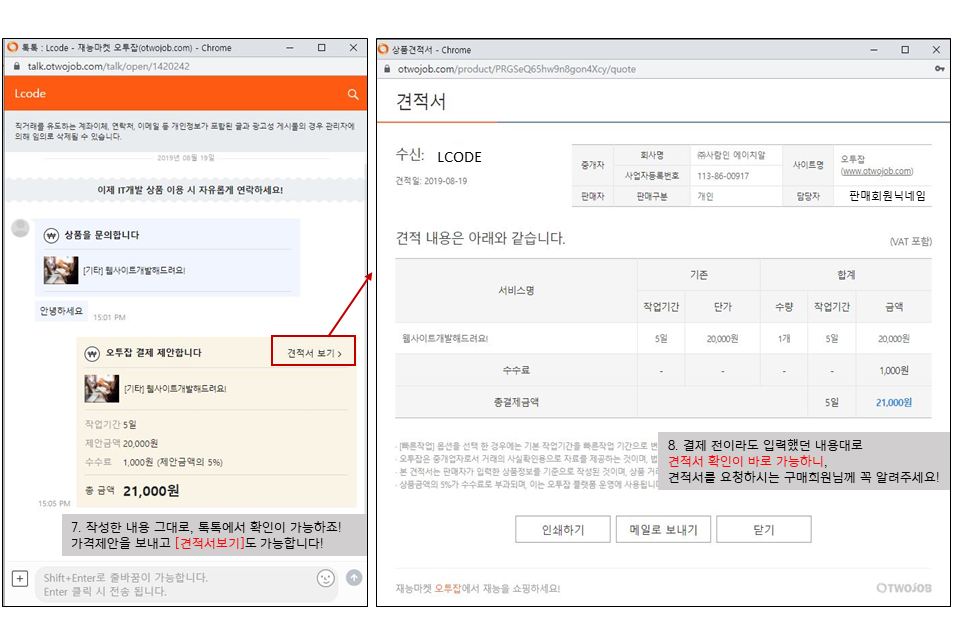 톡톡 : Lcode - 재능마켓 오투잡(otwojob.com) - Chrome
talk.otwojob.com/talk/open/1420242
Lcode
직거래를 유도하는 계좌이체, 연락처, 이메일 등 개인정보가 포함된 글과 광고성 게시물의 경우 관리자에
의해 임의로 삭제될 수 있습니다.
2019년 08월 19일
이제 IT개발 상품 이용 시 자유롭게 연락하세요!
상품을 문의합니다
[기타] 웹사이트개발해드려요!
안녕하세요
15:01 PM
오투잡 결제 제안합니다
견적서 보기 >
[기타] 웹사이트개발해드려요!
작업기간 5일
제안금액 20,000원
수수료 1,000원 (제안금액의 5%)
총 금액 21,000원
15:05 PM
7. 작성한 내용 그대로, 톡톡에서 확인이 가능하죠!
가격제안을 보내고 [견적서보기]도 가능합니다!
Shift+Enter로 줄바꿈이 가능합니다.
Enter 클릭 시 전송 됩니다.
상품견적서 - Chrome
otwojob.com/product/PRGSeQ65hw9n8gon4Xcy/quote
견적서
수신: LCODE
견적일: 2019-08-19
중개자 회사명 ㈜사람인 에이치알 사이트명 오투잡
(www.otwojob.com)
사업자등록번호 113-86-00917
판매자 판매구분 개인 담당자 판매회원닉네임
견적 내용은 아래와 같습니다.
(VAT 포함)
서비스명 기존 합계
작업기간 단가 수량 작업기간 금액
웹사이트개발해드려요! 5일 20,000원 1개 5일 20,000원
수수료 - - - - 1,000원
총결제금액 5일 21,000원
· [빠른작업] 옵션을 선택 한 경우에는 기본 작업기간을 빠른작업 기간으로
· 오투잡은 중개업자로서 거래의 사실확인용으로 자료를 제공하는 것이며,
· 본 견적서는 판매자가 입력한 상품정보를 기준으로 작성된 것이며, 상품
· 상품금액의 5%가 수수료로 부과되며, 이는 오투잡 플랫폼 운영에
8. 결제 전이라도 입력했던 내용대로
견적서 확인이 바로 가능하니,
견적서를 요청하시는 구매회원님께 꼭 알려주세요!
인쇄하기 메일로 보내기 닫기
재능마켓 오투잡에서 재능을 쇼핑하세요!
OTWOJOB